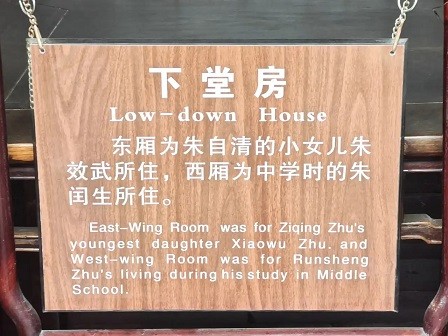 下堂房
Low-down House
东厢为朱自清的小女儿朱
效武所住，西厢为中学时的朱
闰生所住。
East-Wing Room was for Ziqing Zhu's
youngest daughter Xiaowu Zhu. and
West-wing Room was for Runsheng
Zhu's living during his study in Middle
School.